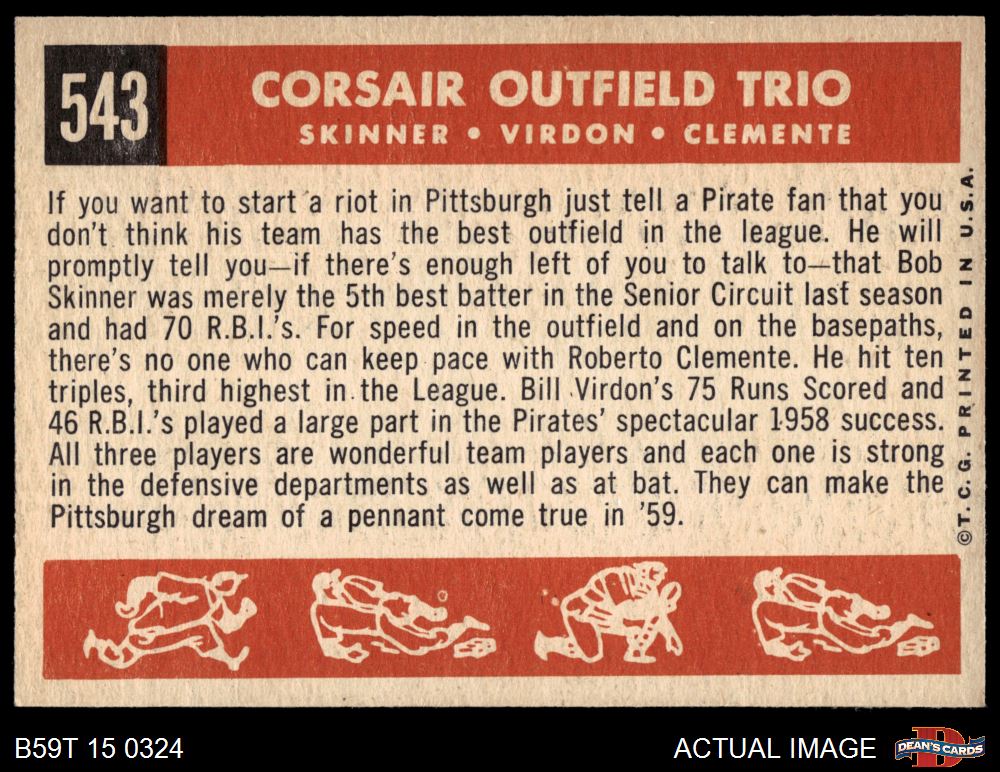 543
CORSAIR OUTFIELD TRIO
SKINNER • VIRDON • CLEMENTE
If you want to start a riot in Pittsburgh just tell a Pirate fan that you
don't think his team has the best outfield in the league. He will
promptly tell you—if there's enough left of you to talk to—that Bob
Skinner was merely the 5th best batter in the Senior Circuit last season
and had 70 R.B.I.'s. For speed in the outfield and on the basepaths,
there's no one who can keep pace with Roberto Clemente. He hit ten
triples, third highest in the League. Bill Virdon's 75 Runs Scored and
46 R.B.I.'s played a large part in the Pirates' spectacular 1958 success.
All three players are wonderful team players and each one is strong
in the defensive departments as well as at bat. They can make the
Pittsburgh dream of a pennant come true in '59.
©T. C. G. PRINTED IN U.S.A.
B59T 15 0324
ACTUAL IMAGE
D
DEAN'S CARDS